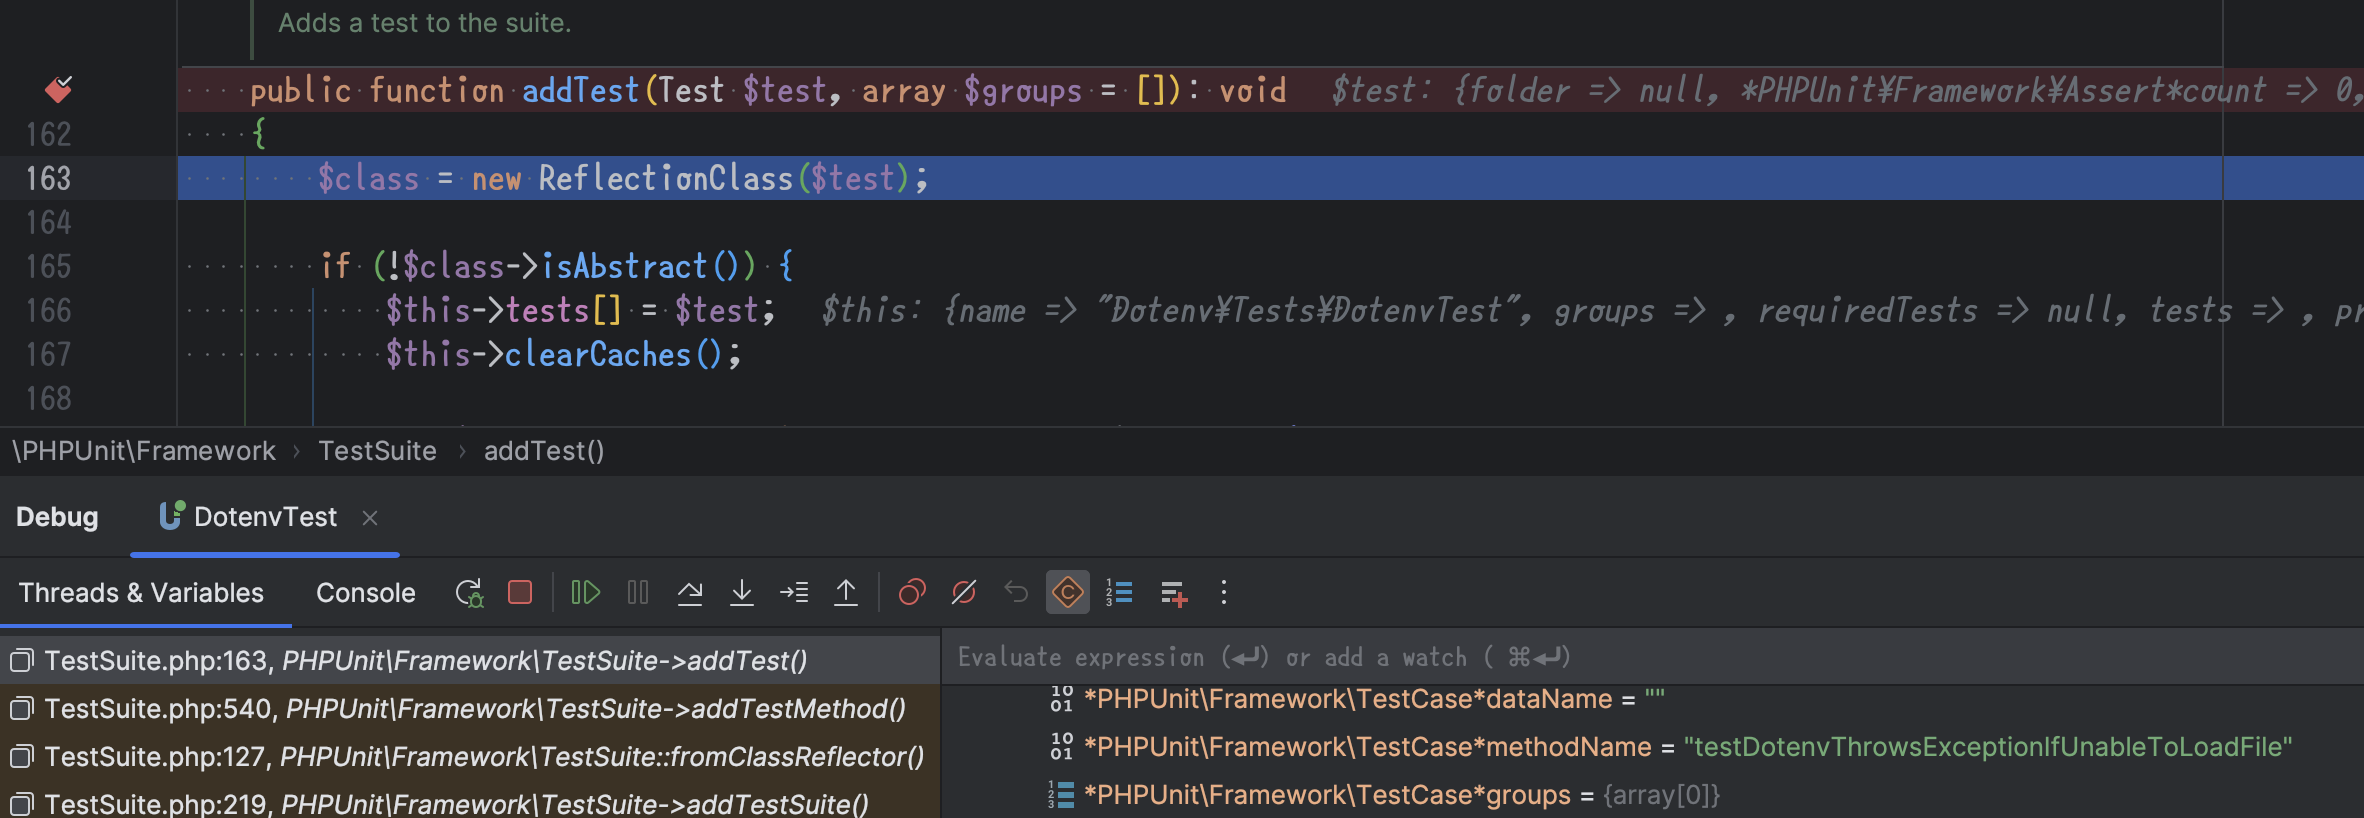 Adds a test to the suite.
public function addTest(Test $test, array $groups = []): void $test: {folder => null, *PHPUnit¥Framework¥Assert*count => 0,
162 {
163 $class = new ReflectionClass($test);
164
165 if (!$class->isAbstract()) {
166 $this->tests[] = $test; $this: {name => "Dotenv¥Tests¥DotenvTest", groups => , requiredTests => null, tests => , pr
167 $this->clearCaches();
168
\PHPUnit\Framework › TestSuite › addTest()
Debug DotenvTest ×
Threads & Variables Console
TestSuite.php:163, PHPUnit\Framework\TestSuite->addTest()
TestSuite.php:540, PHPUnit\Framework\TestSuite->addTestMethod()
TestSuite.php:127, PHPUnit\Framework\TestSuite::fromClassReflector()
TestSuite.php:219, PHPUnit\Framework\TestSuite->addTestSuite()
Evaluate expression (↵) or add a watch ( ⌘↵)
*PHPUnit\Framework\TestCase*dataName = ""
*PHPUnit\Framework\TestCase*methodName = "testDotenvThrowsExceptionIfUnableToLoadFile"
*PHPUnit\Framework\TestCase*groups = {array[0]}